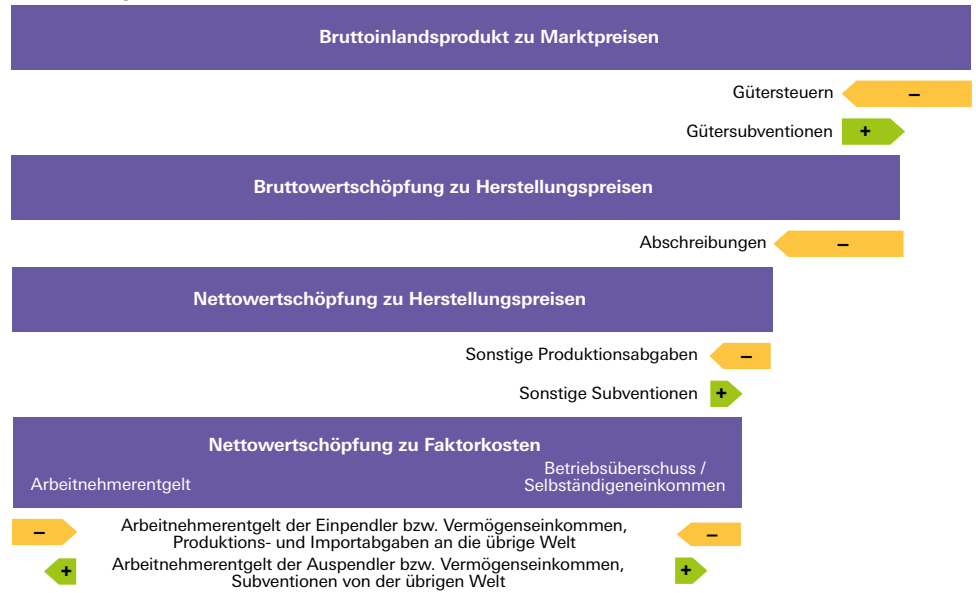 Bruttoinlandsprodukt zu Marktpreisen
Gütersteuern –
Gütersubventionen +
Bruttowertschöpfung zu Herstellungspreisen
Abschreibungen –
Nettowertschöpfung zu Herstellungspreisen
Sonstige Produktionsabgaben –
Sonstige Subventionen +
Nettowertschöpfung zu Faktorkosten
Arbeitnehmerentgelt
Betriebsüberschuss /
Selbständigeneinkommen
– Arbeitnehmerentgelt der Einpendler bzw. Vermögenseinkommen, –
Produktions- und Importabgaben an die übrige Welt
+ Arbeitnehmerentgelt der Auspendler bzw. Vermögenseinkommen, +
Subventionen von der übrigen Welt